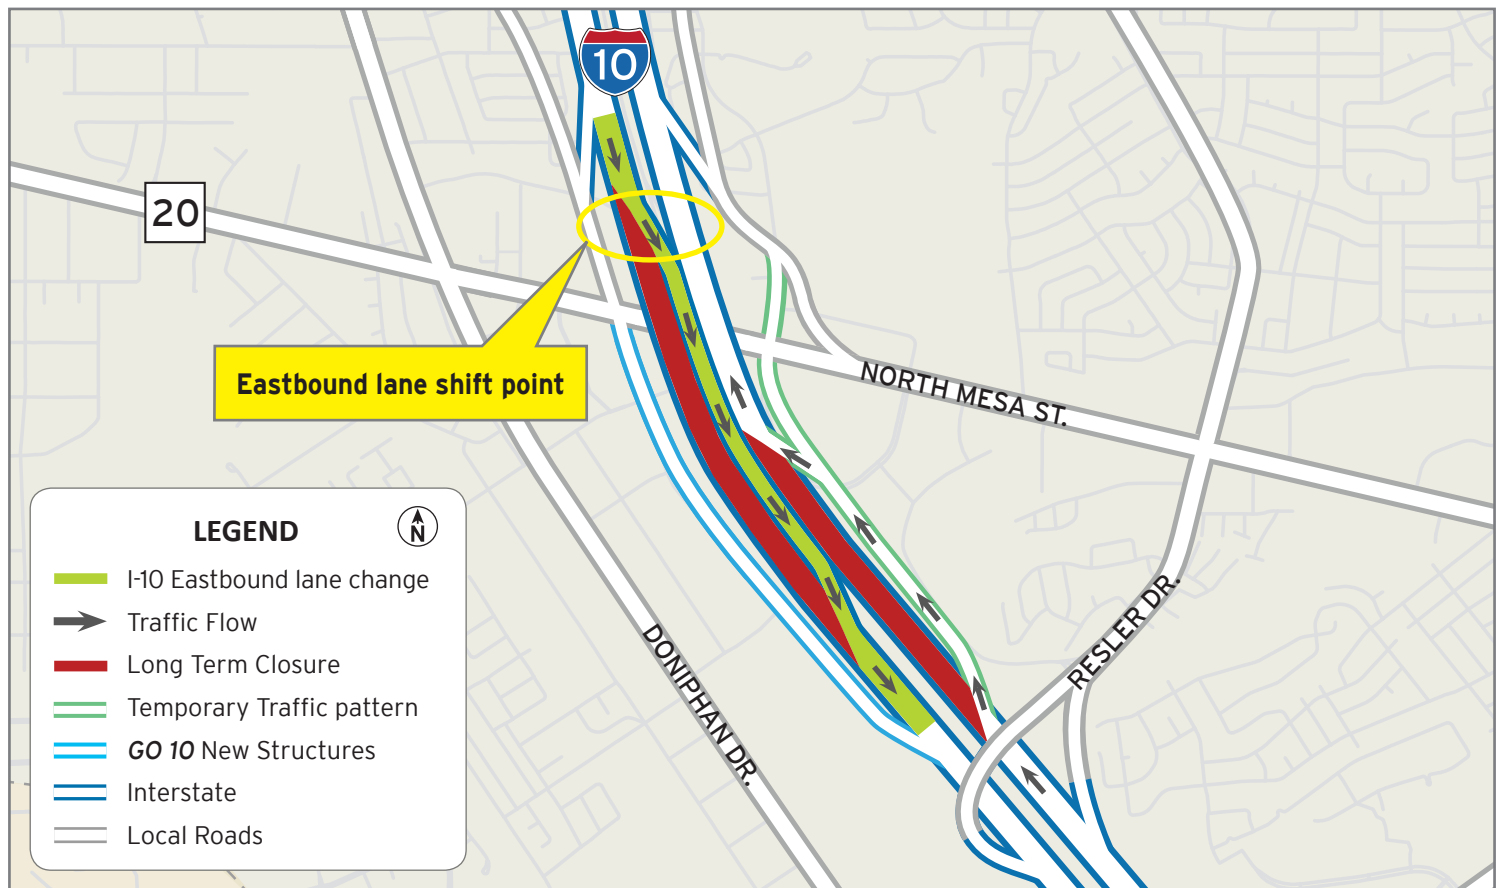 10
20
NORTH MESA ST.
Eastbound lane shift point
RESLER DR.
DONIPHAN DR.
LEGEND
N
I-10 Eastbound lane change
Traffic Flow
Long Term Closure
Temporary Traffic pattern
GO 10 New Structures
Interstate
Local Roads